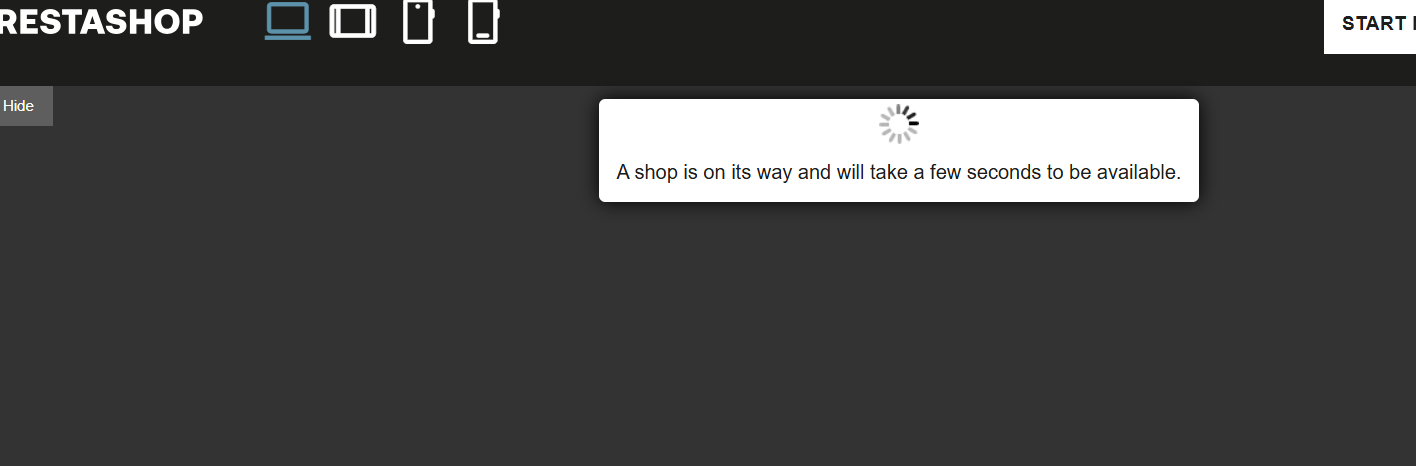 RESTASHOP
START
Hide
A shop is on its way and will take a few seconds to be available.